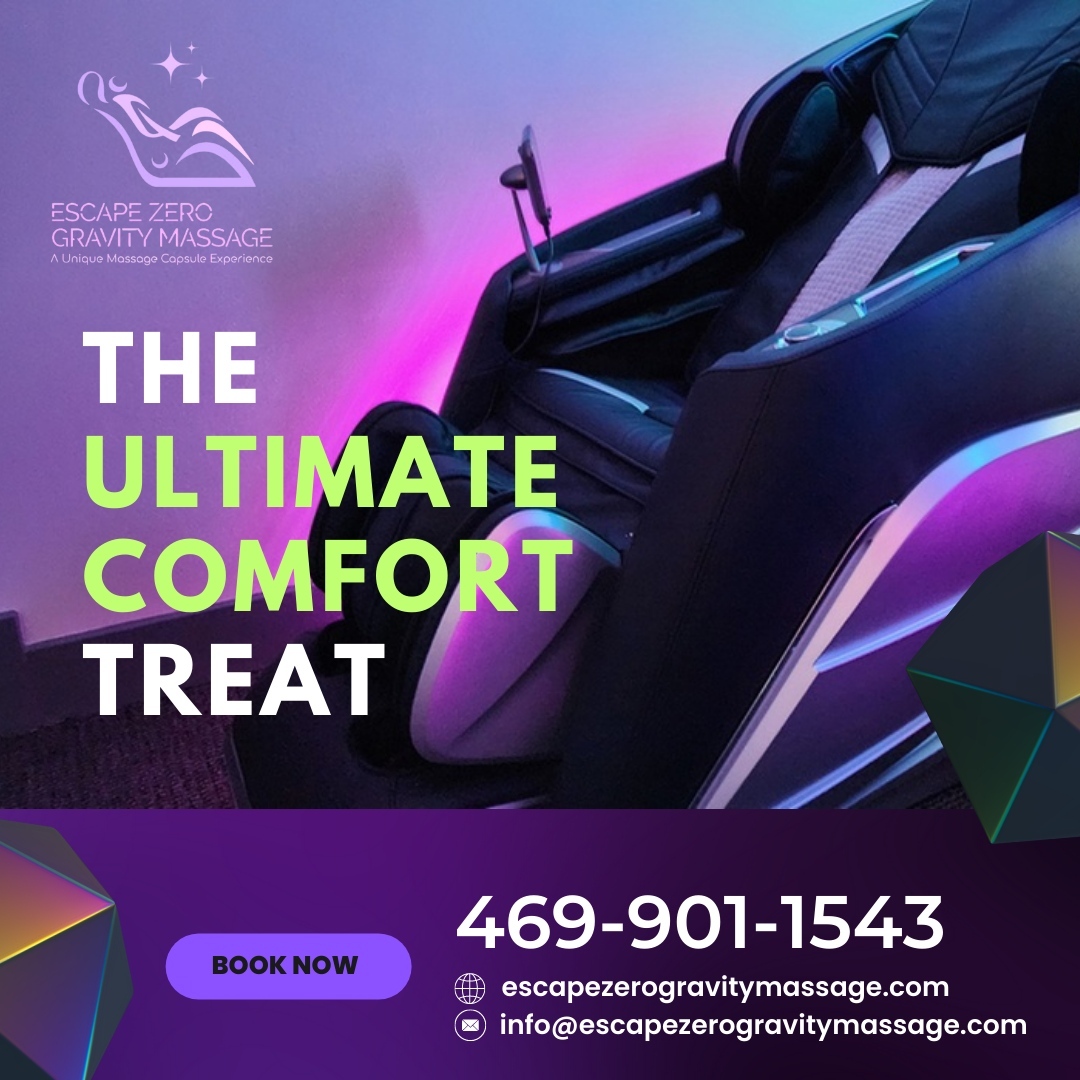 ESCAPE ZERO
GRAVITY MASSAGE
A Unique Massage Capsule Experience
THE
ULTIMATE
COMFORT
TREAT
BOOK NOW
469-901-1543
escapezerogravitymassage.com
info@escapezerogravitymassage.com